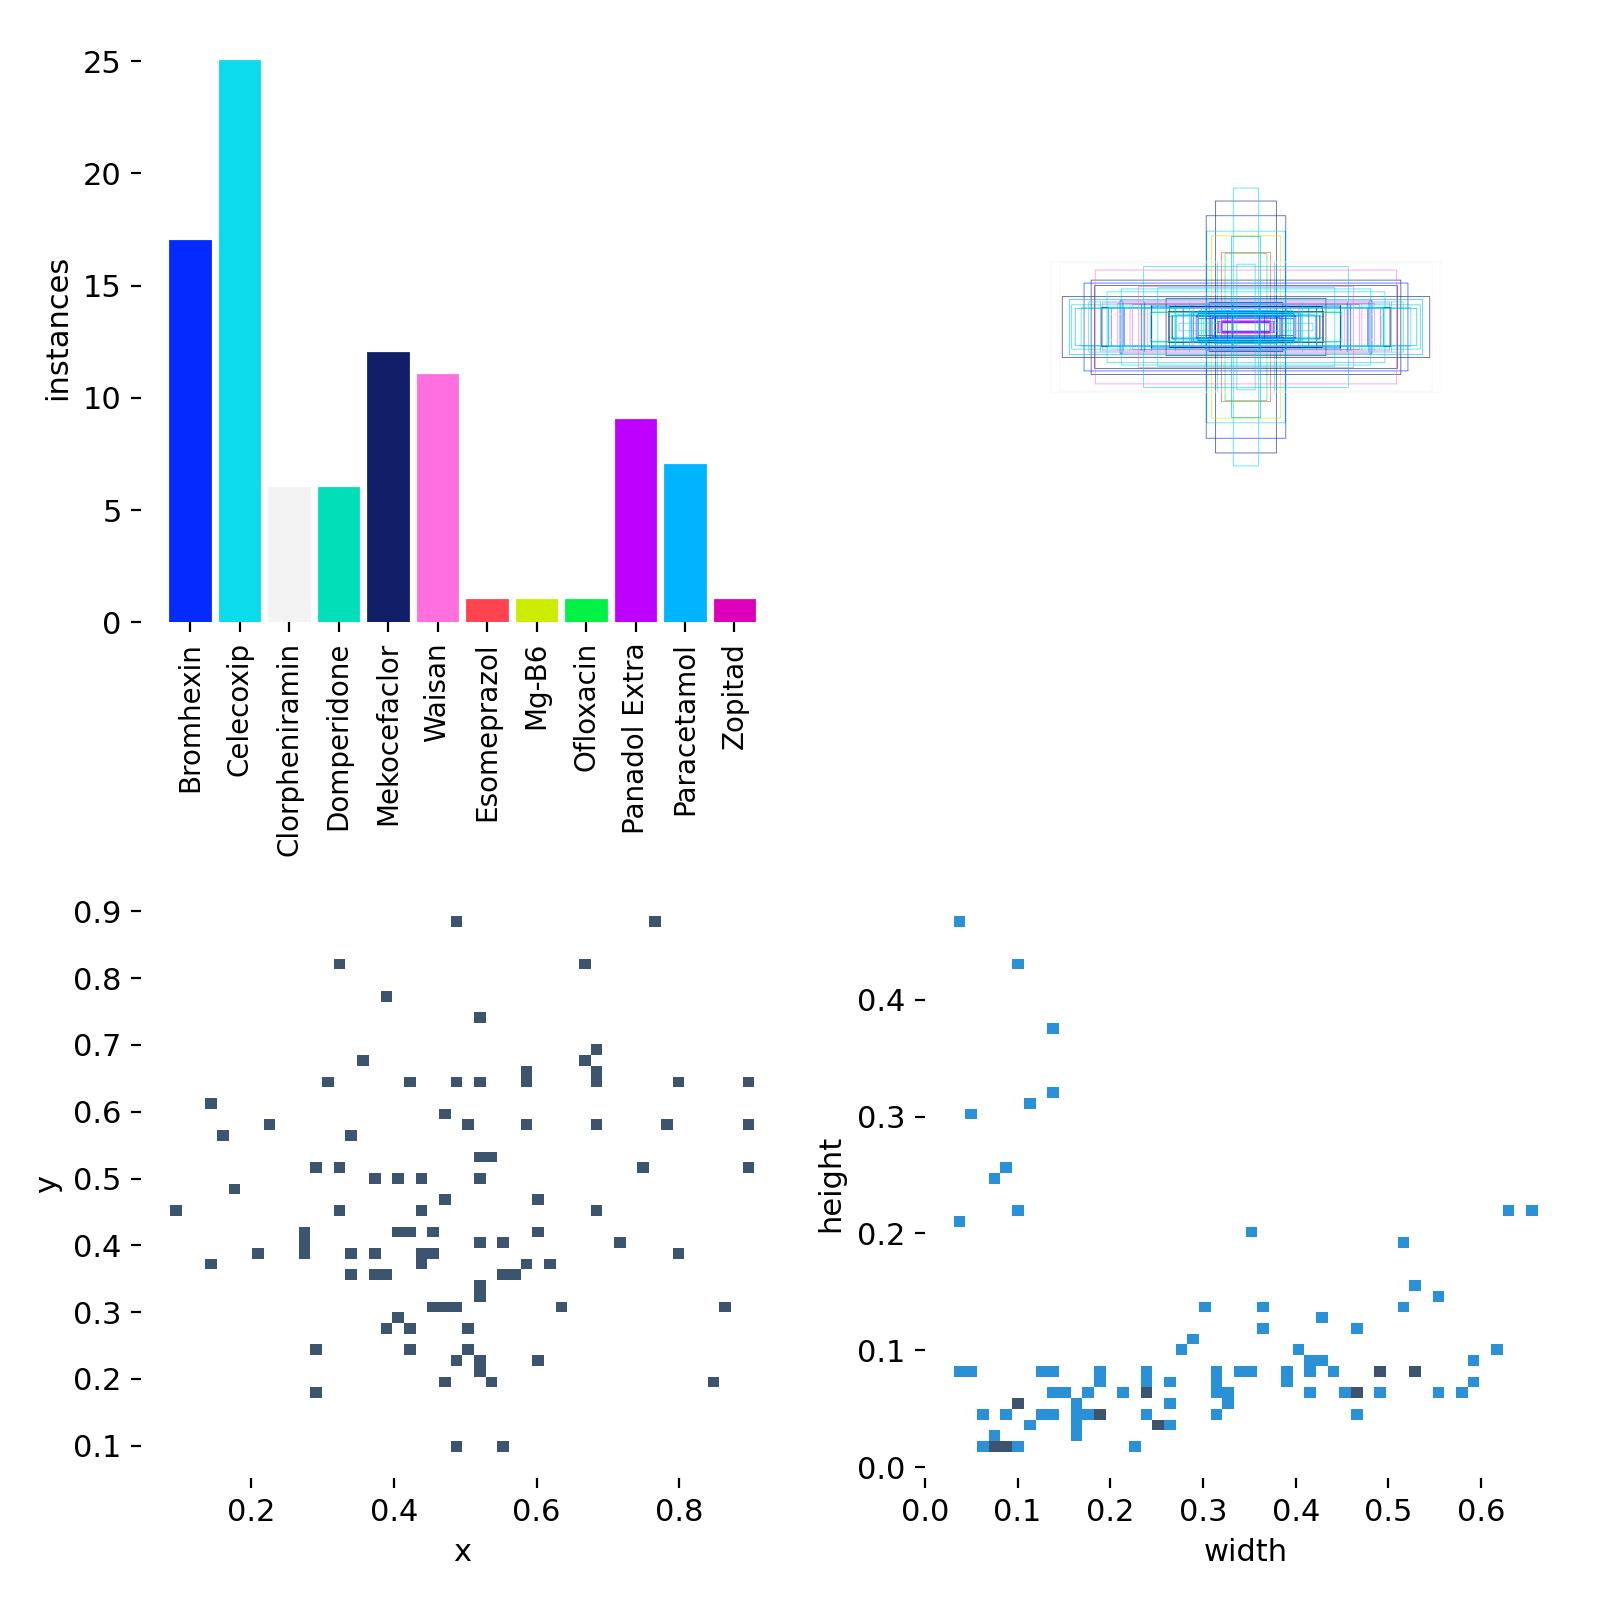 25
20
15
10
5
0
instances
Bromhexin
Celecoxip
Clorpheniramin
Domperidone
Mekocefaclor
Waisan
Esomeprazol
Mg-B6
Ofloxacin
Panadol Extra
Paracetamol
Zopitad
0.9
0.8
0.7
0.6
0.5
0.4
0.3
0.2
0.1
y
0.2 0.4 0.6 0.8
x
0.4
0.3
0.2
0.1
0.0
height
0.0 0.1 0.2 0.3 0.4 0.5 0.6
width